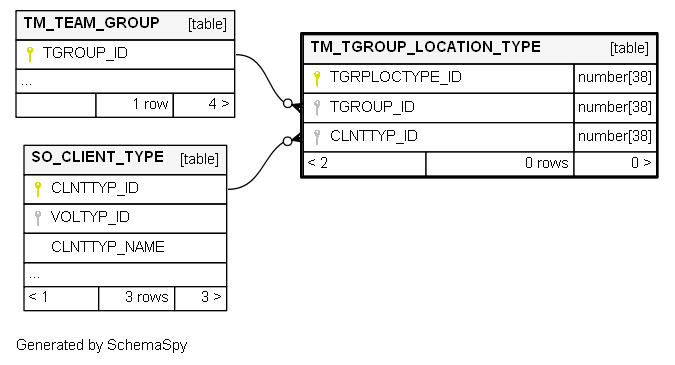 TM_TEAM_GROUP [table]
TGROUP_ID
...
1 row 4 >
TM_TGROUP_LOCATION_TYPE [table]
TGRPLOCTYPE_ID number[38]
TGROUP_ID number[38]
CLNTTYP_ID number[38]
< 2 0 rows 0 >
SO_CLIENT_TYPE [table]
CLNTTYP_ID
VOLTYP_ID
CLNTTYP_NAME
...
< 1 3 rows 3 >
Generated by SchemaSpy